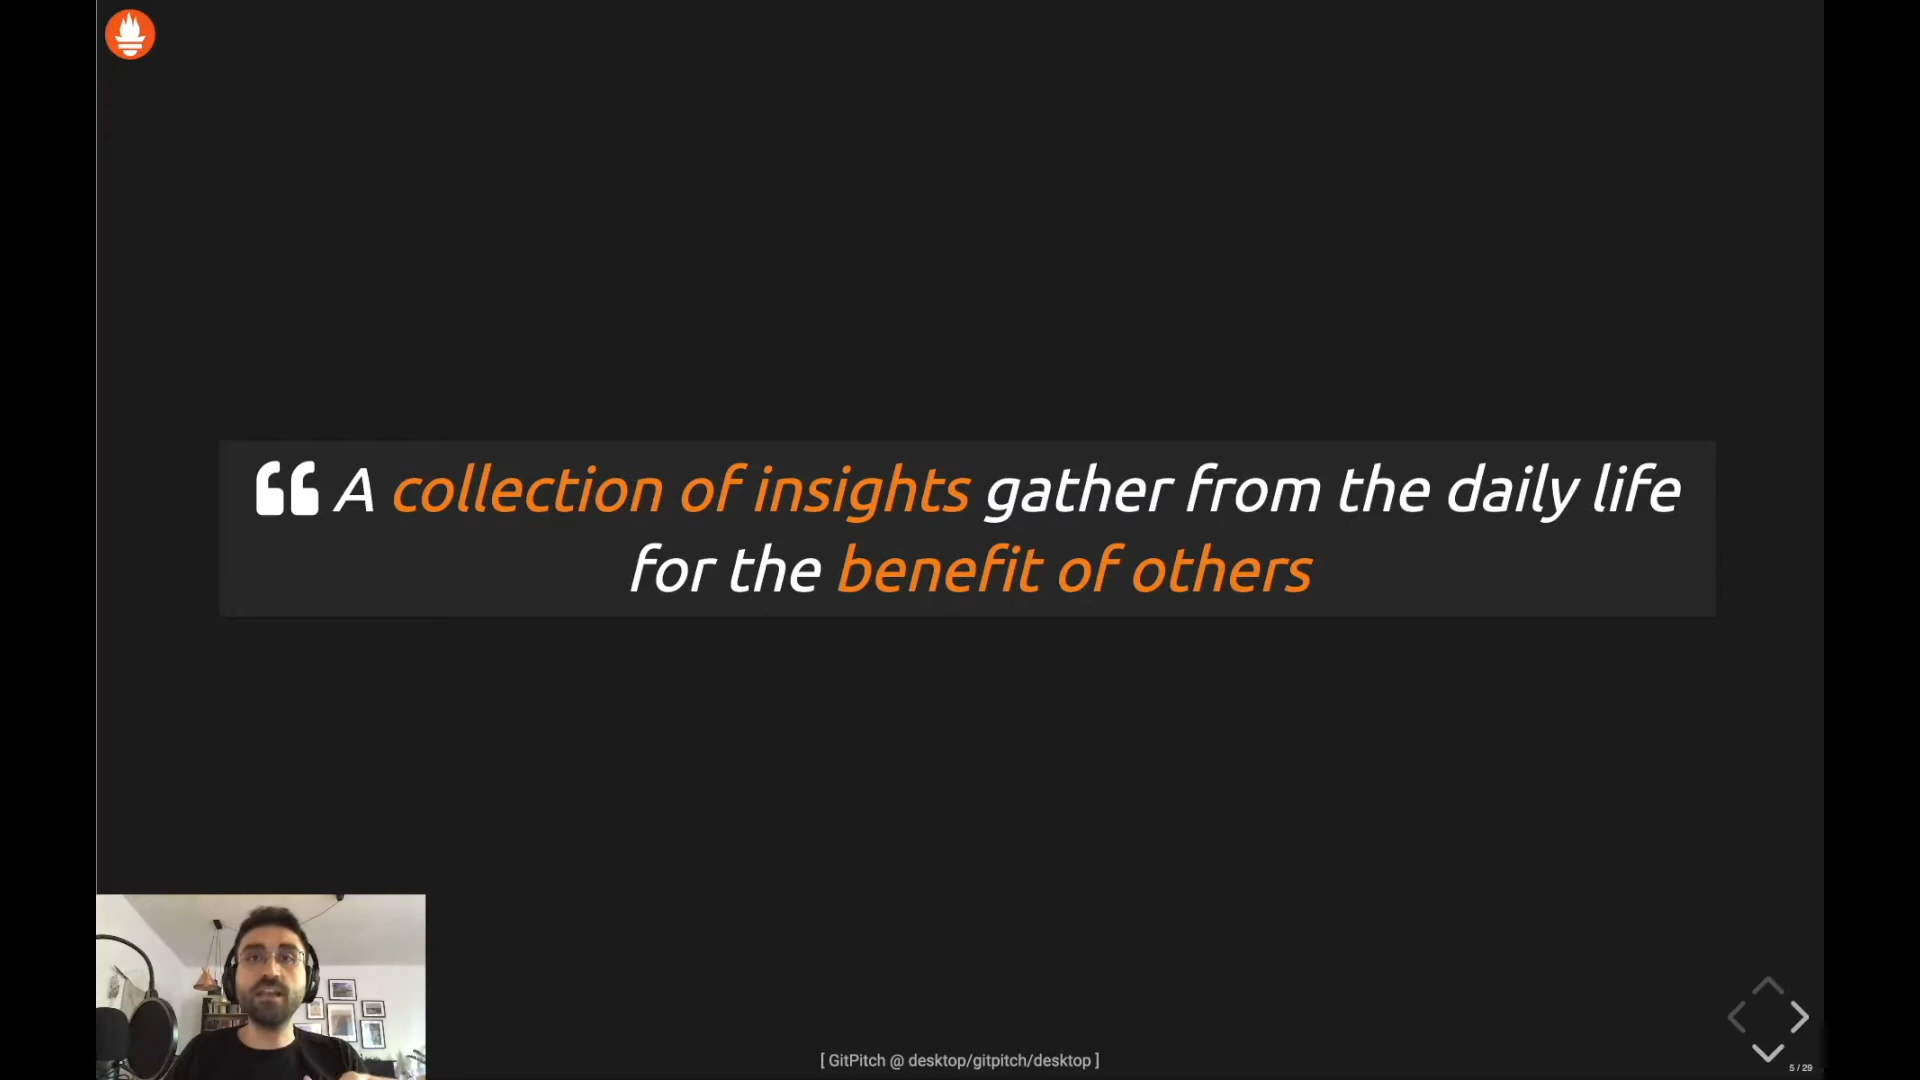 A collection of insights gather from the daily life
for the benefit of others
[ GitPitch @ desktop/gitpitch/desktop ]
5 / 29